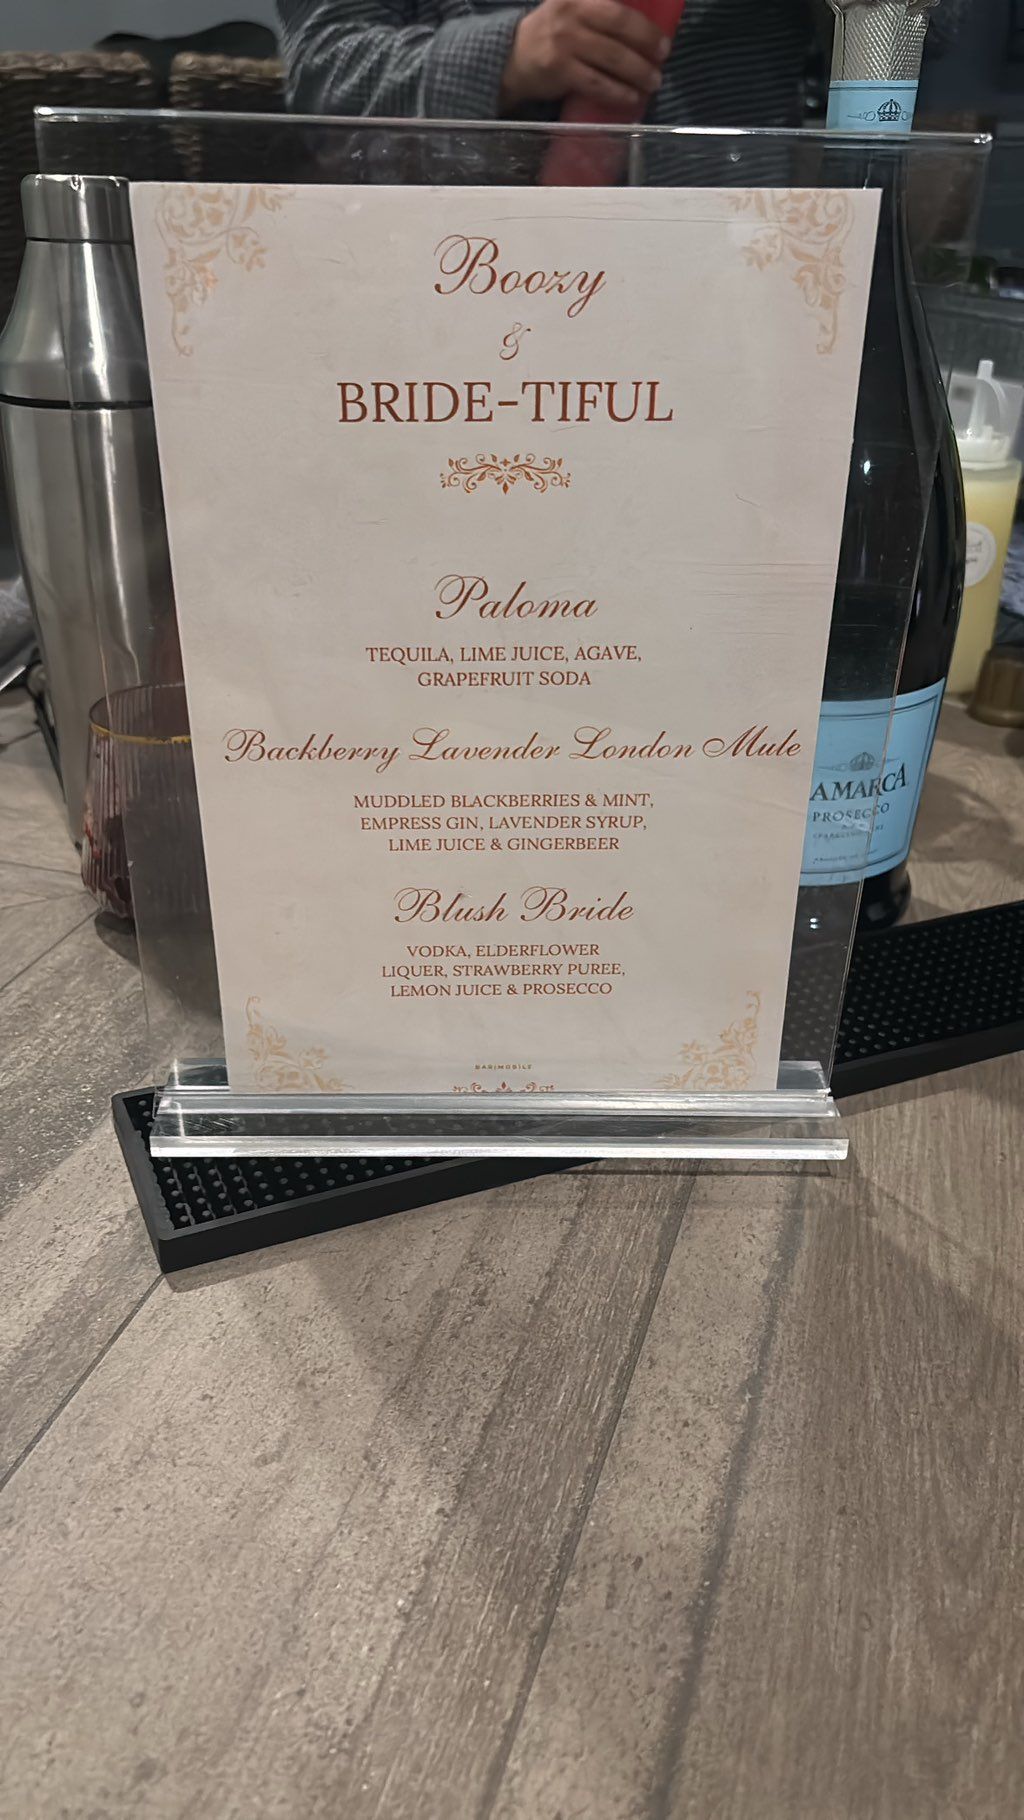 Boozy
&
BRIDE-TIFUL
Paloma
TEQUILA, LIME JUICE, AGAVE,
GRAPEFRUIT SODA
Backberry Lavender London Mule
MUDDLED BLACKBERRIES & MINT,
EMPRESS GIN, LAVENDER SYRUP,
LIME JUICE & GINGERBEER
Blush Bride
VODKA, ELDERFLOWER
LIQUER, STRAWBERRY PUREE,
LEMON JUICE & PROSECCO
BARIMOBILE
AMARCA
PROSECCO